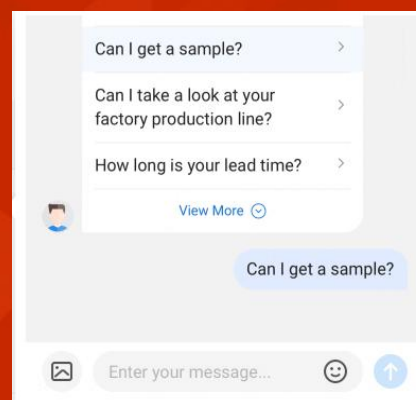 Can I get a sample?
Can I take a look at your
factory production line?
How long is your lead time?
View More
Can I get a sample?
Enter your message...